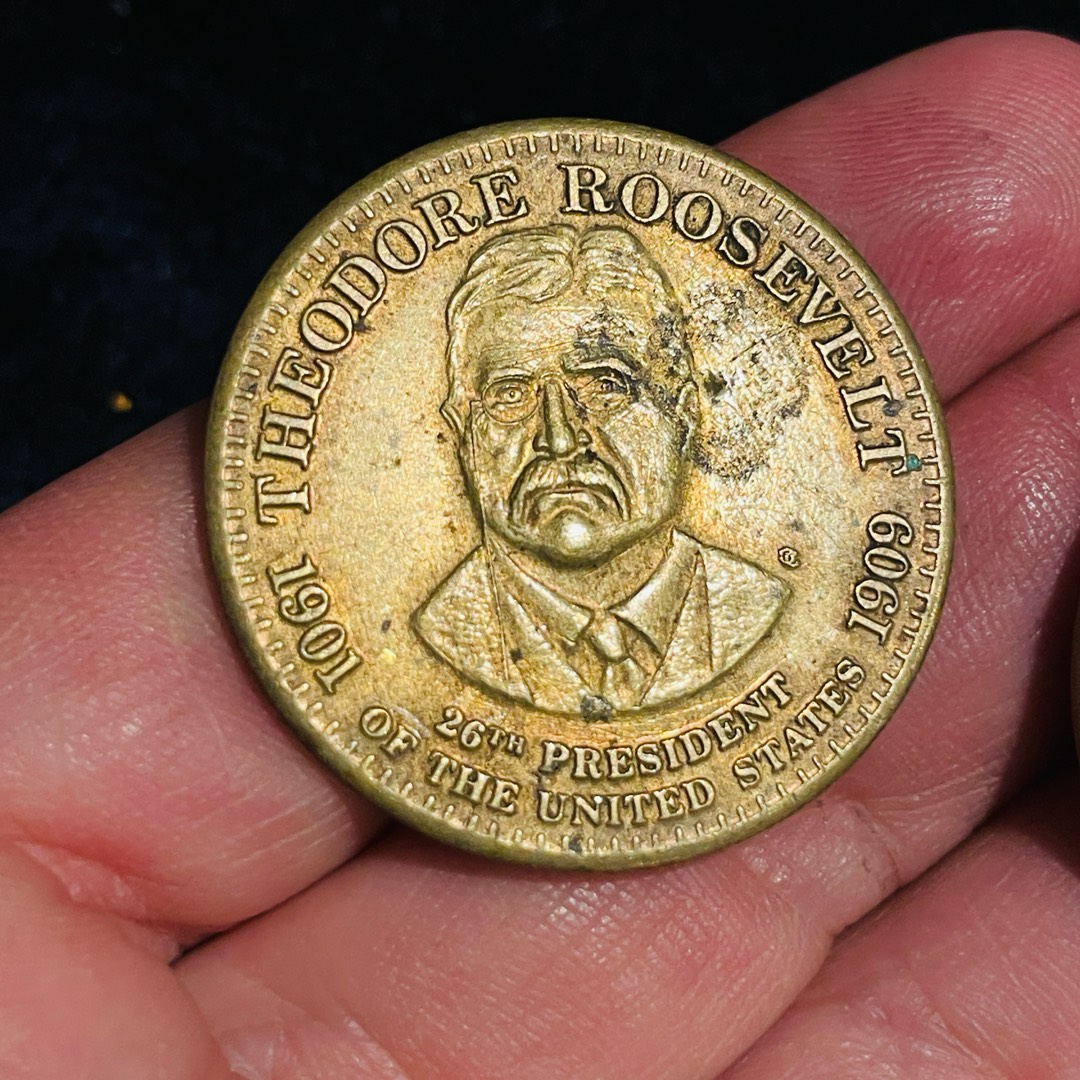 THEODORE ROOSEVELT
1901
1909
26TH PRESIDENT
OF THE UNITED STATES